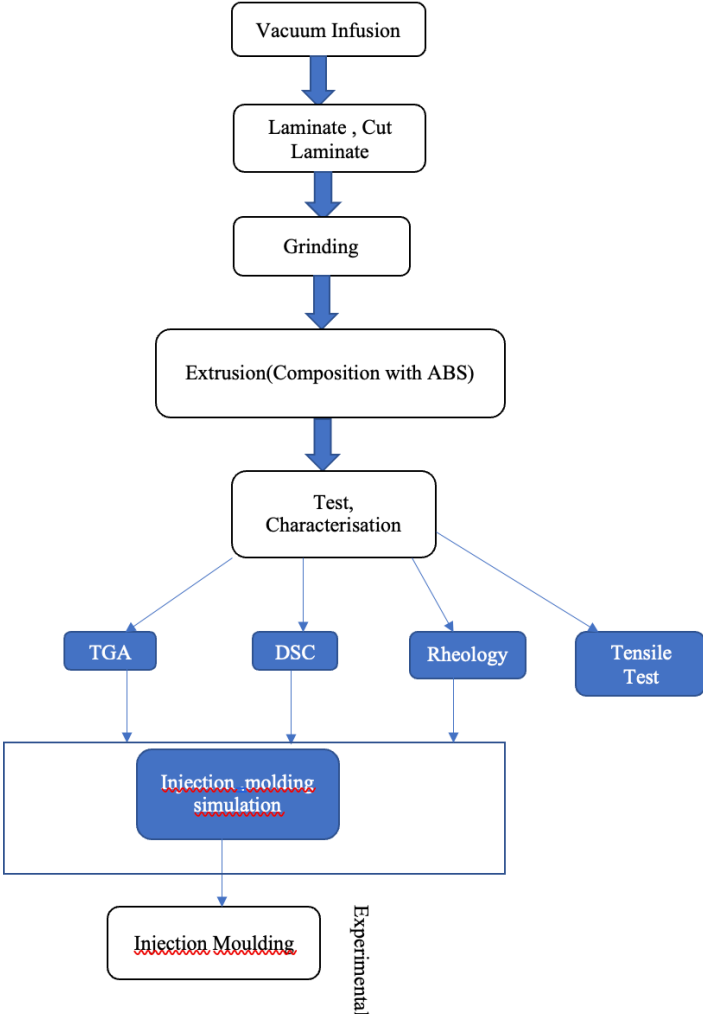 Vacuum Infusion
Laminate , Cut
Laminate
Grinding
Extrusion(Composition with ABS)
Test,
Characterisation
TGA
DSC
Rheology
Tensile
Test
Injection .molding
simulation
Injection Moulding
Experimental